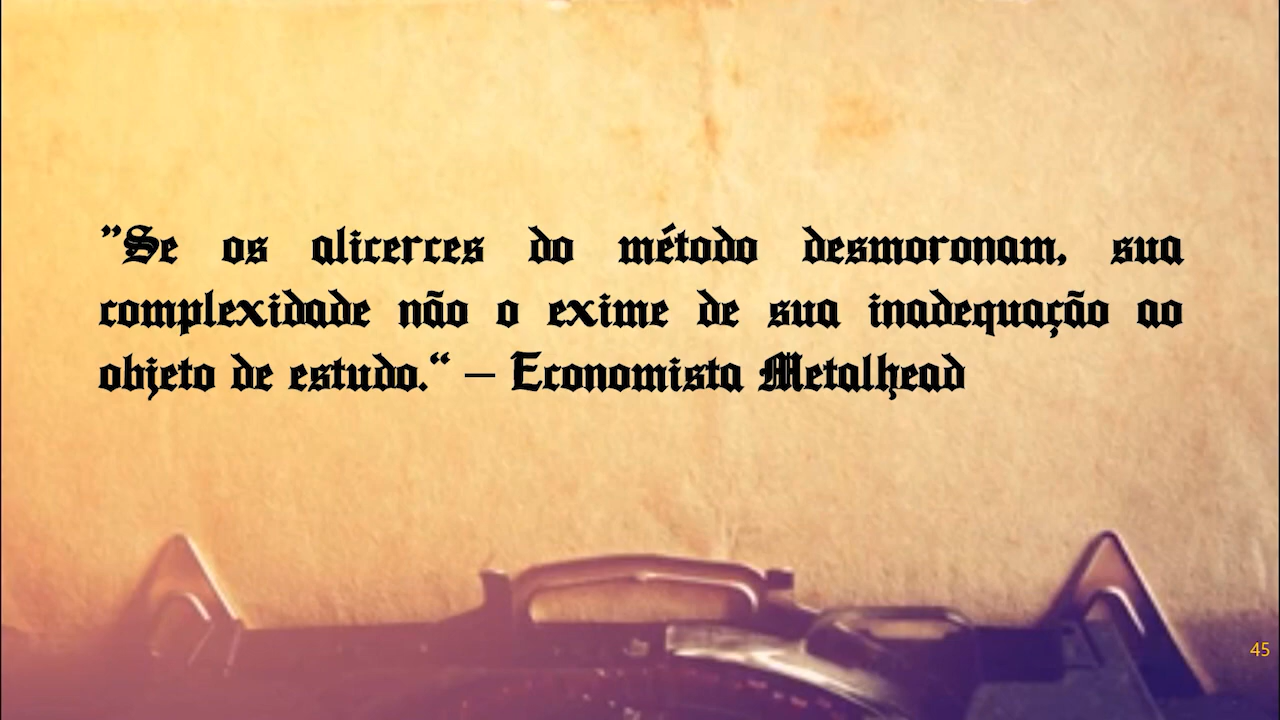 ”Se os alicerces do método desmoronam, sua
complexidade não o exime de sua inadequação ao
objeto de estudo.“ — Economista Metalhead
45